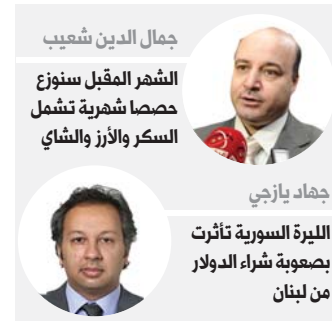 جمال الدين شعيب
الشهر المقبل سنوزع
حصصا شهرية تشمل
السكر والأرز والشاي
جهاد يازجي
الليرة السورية تأثرت
بصعوبة شراء الدولار
من لبنان